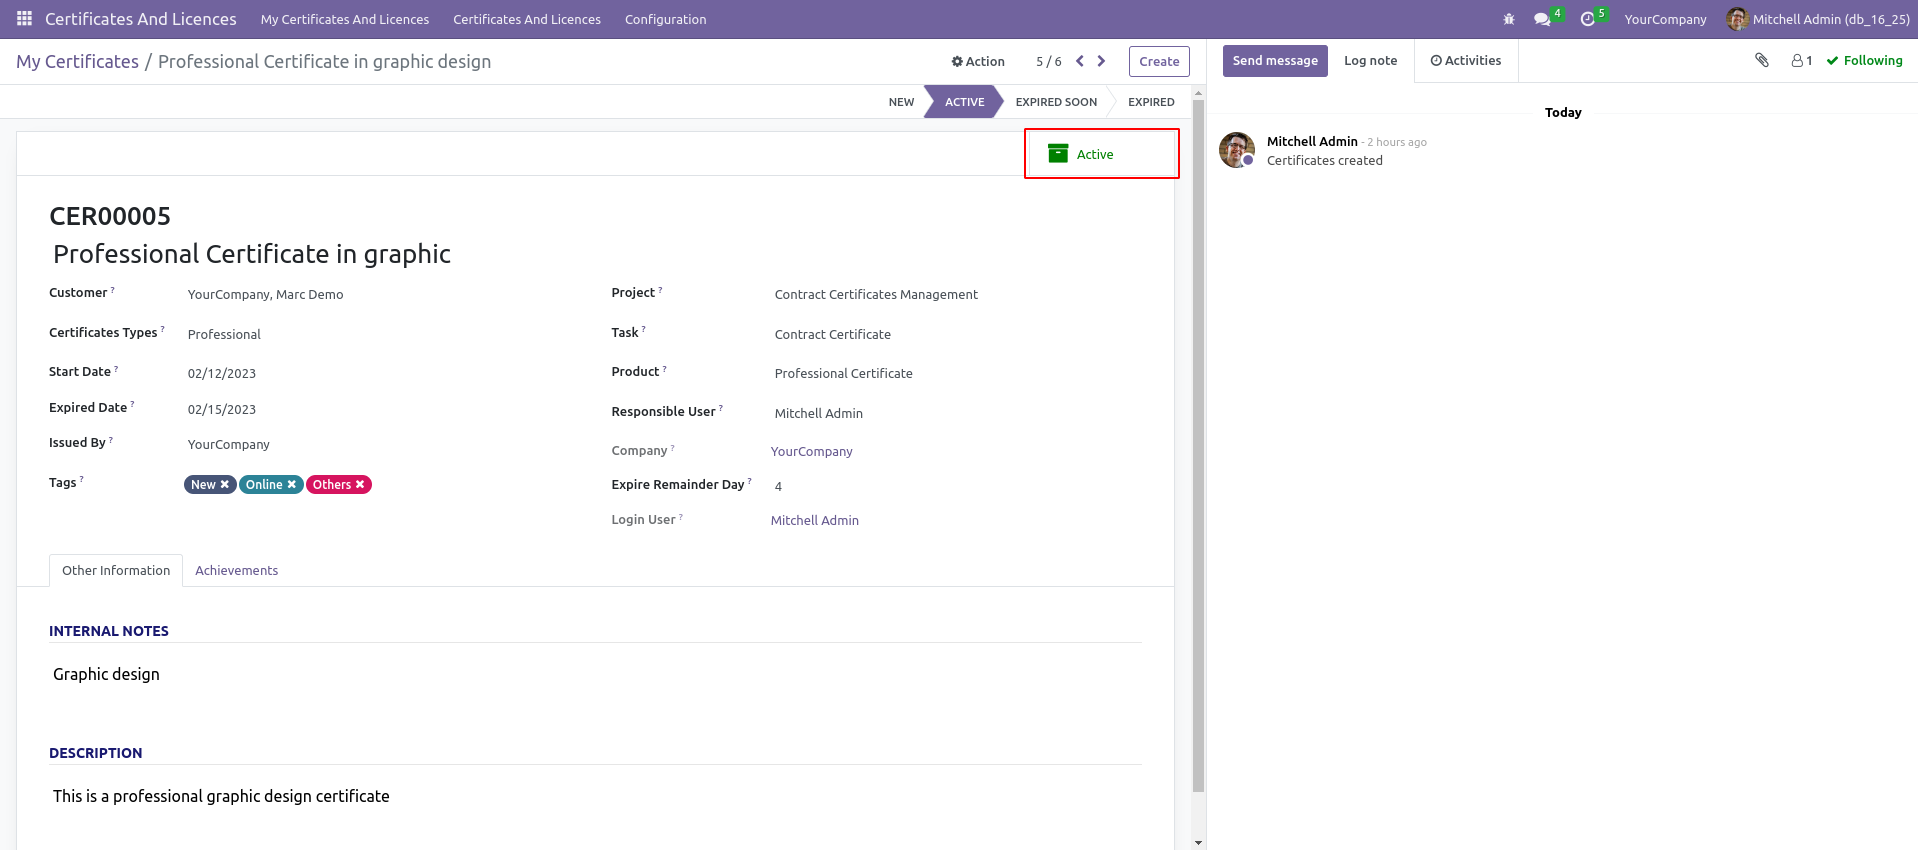 Certificates And Licences My Certificates And Licences Certificates And Licences Configuration 4 5 YourCompany Mitchell Admin (db_16_25)
My Certificates / Professional Certificate in graphic design Action 5 / 6 Create
Send message Log note Activities 1 Following
NEW ACTIVE EXPIRED SOON EXPIRED
Active
Today
Mitchell Admin - 2 hours ago
Certificates created
CER00005
Professional Certificate in graphic
Customer ? YourCompany, Marc Demo Project ? Contract Certificates Management
Certificates Types ? Professional Task ? Contract Certificate
Start Date ? 02/12/2023 Product ? Professional Certificate
Expired Date ? 02/15/2023 Responsible User ? Mitchell Admin
Issued By ? YourCompany Company ? YourCompany
Tags ? New Online Others Expire Remainder Day ? 4
Login User ? Mitchell Admin
Other Information Achievements
INTERNAL NOTES
Graphic design
DESCRIPTION
This is a professional graphic design certificate